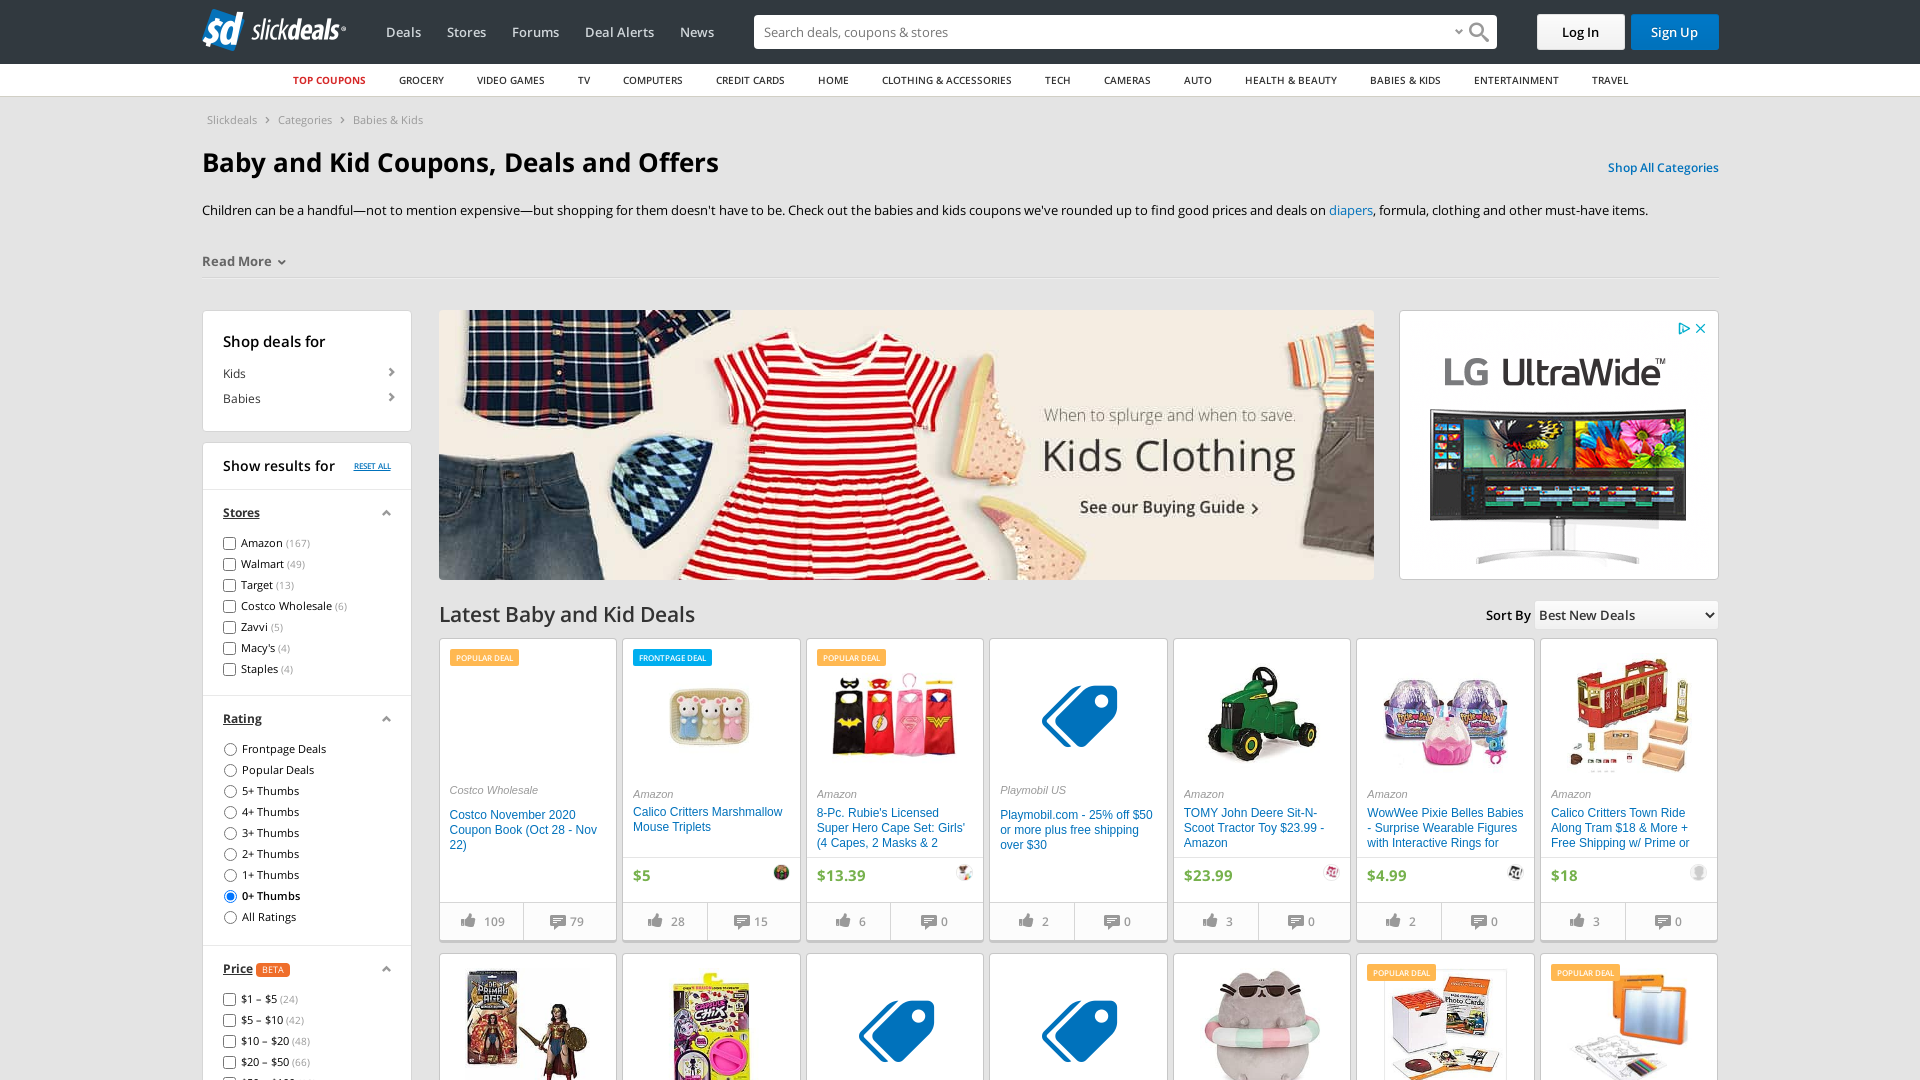 sd slickdeals
Deals Stores Forums Deal Alerts News
Search deals, coupons & stores
Log In Sign Up
TOP COUPONS GROCERY VIDEO GAMES TV COMPUTERS CREDIT CARDS HOME CLOTHING & ACCESSORIES TECH CAMERAS AUTO HEALTH & BEAUTY BABIES & KIDS ENTERTAINMENT TRAVEL
Slickdeals Categories Babies & Kids
Baby and Kid Coupons, Deals and Offers
Shop All Categories
Children can be a handful—not to mention expensive—but shopping for them doesn't have to be. Check out the babies and kids coupons we've rounded up to find good prices and deals on diapers, formula, clothing and other must-have items.
Read More
Shop deals for
Kids
Babies
Show results for RESET ALL
Stores
Amazon (167)
Walmart (49)
Target (13)
Costco Wholesale (6)
Zavvi (5)
Macy's (4)
Staples (4)
Rating
Frontpage Deals
Popular Deals
5+ Thumbs
4+ Thumbs
3+ Thumbs
2+ Thumbs
1+ Thumbs
0+ Thumbs
All Ratings
Price BETA
$1 – $5 (24)
$5 – $10 (42)
$10 – $20 (48)
$20 – $50 (66)
When to splurge and when to save.
Kids Clothing
See our Buying Guide
LG UltraWide™
Latest Baby and Kid Deals
Sort By Best New Deals
POPULAR DEAL
Costco Wholesale
Costco November 2020
Coupon Book (Oct 28 - Nov
22)
109 79
FRONTPAGE DEAL
Amazon
Calico Critters Marshmallow
Mouse Triplets
$5
28 15
POPULAR DEAL
Amazon
8-Pc. Rubie's Licensed
Super Hero Cape Set: Girls'
(4 Capes, 2 Masks & 2
$13.39
6 0
Playmobil US
Playmobil.com - 25% off $50
or more plus free shipping
over $30
2 0
Amazon
TOMY John Deere Sit-N-
Scoot Tractor Toy $23.99 -
Amazon
$23.99
3 0
Amazon
WowWee Pixie Belles Babies
- Surprise Wearable Figures
with Interactive Rings for
$4.99
2 0
Amazon
Calico Critters Town Ride
Along Tram $18 & More +
Free Shipping w/ Prime or
$18
3 0
PRIMAL
AGE
CAPSULE
CHIX
POPULAR DEAL
Photo Cards
POPULAR DEAL